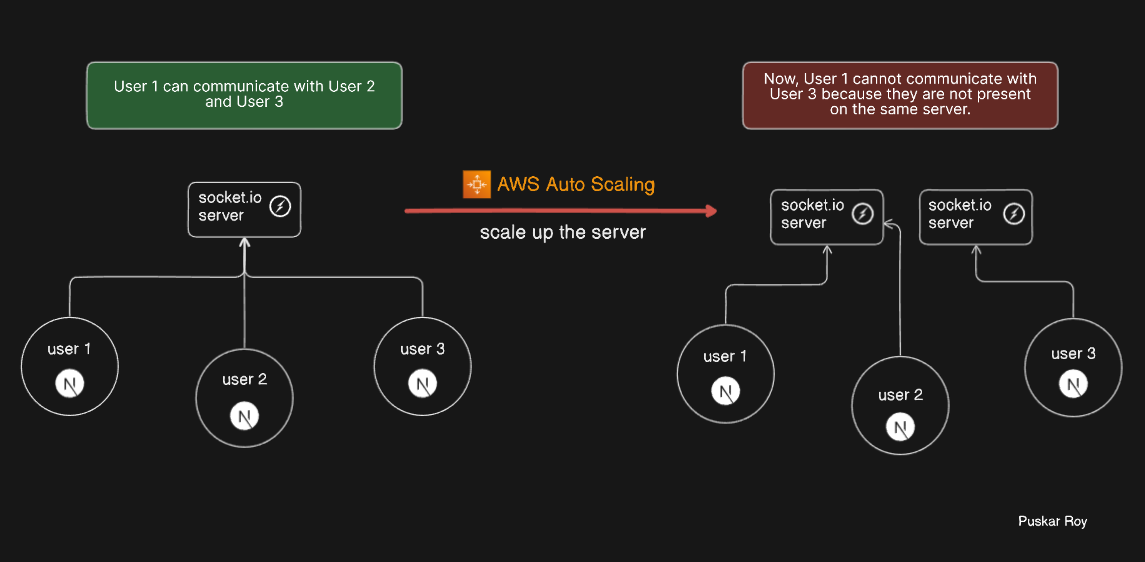 User 1 can communicate with User 2
and User 3
Now, User 1 cannot communicate with
User 3 because they are not present
on the same server.
AWS Auto Scaling
scale up the server
socket.io
server
socket.io
server
socket.io
server
user 1
N
user 2
N
user 3
N
user 1
N
user 2
N
user 3
N
Puskar Roy